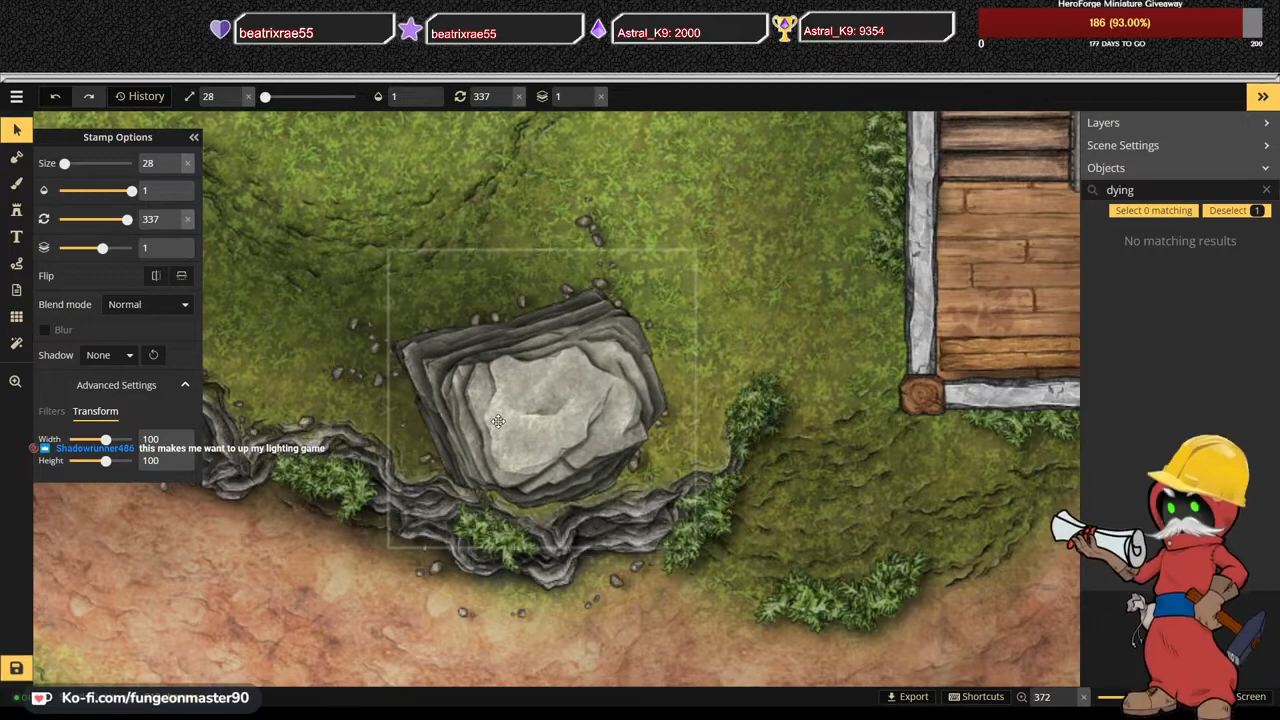 HeroForge Miniature Giveaway
beatrixrae55
beatrixrae55
Astral_K9: 2000
Astral_K9: 9354
186 (93.00%)
0
177 DAYS TO GO
200
History
28
1
337
1
Stamp Options
Size
28
1
337
1
Flip
Blend mode
Normal
Blur
Shadow
None
Advanced Settings
Filters
Transform
Width
100
Shadowrunner486 this makes me want to up my lighting game
Height
100
Layers
Scene Settings
Objects
dying
Select 0 matching
Deselect 1
No matching results
Ko-fi.com/fungeonmaster90
Export
Shortcuts
372
Screen